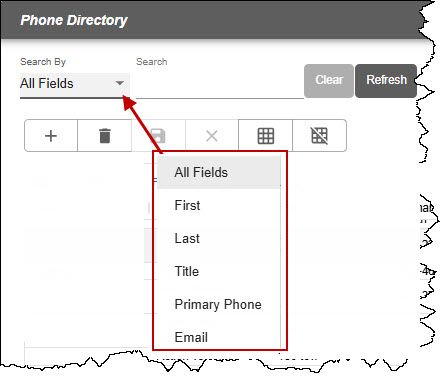 Phone Directory
Search By
Search
All Fields
Clear
Refresh
All Fields
First
Last
Title
Primary Phone
Email